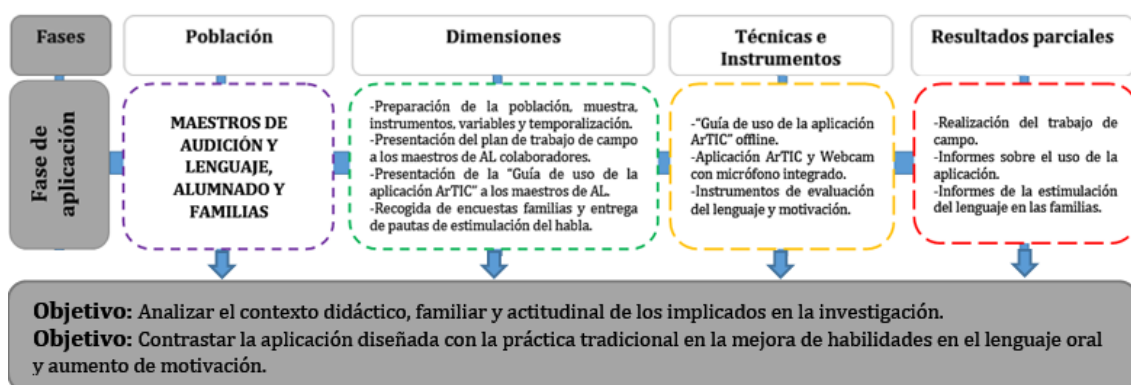 Fases
Población
Dimensiones
Técnicas e
Instrumentos
Resultados parciales
Fase de
aplicación
MAESTROS DE
AUDICIÓN Y
LENGUAJE,
ALUMNADO Y
FAMILIAS
-Preparación de la población, muestra,
instrumentos, variables y temporalización.
-Presentación del plan de trabajo de campo
a los maestros de AL colaboradores.
-Presentación de la "Guía de uso de la
aplicación ArTIC" a los maestros de AL.
-Recogida de encuestas familias y entrega
de pautas de estimulación del habla.
-"Guía de uso de la aplicación
ArTIC" offline.
-Aplicación ArTIC y Webcam
con micrófono integrado.
-Instrumentos de evaluación
del lenguaje y motivación.
-Realización del trabajo de
campo.
-Informes sobre el uso de la
aplicación.
-Informes de la estimulación
del lenguaje en las familias.
Objetivo: Analizar el contexto didáctico, familiar y actitudinal de los implicados en la investigación.
Objetivo: Contrastar la aplicación diseñada con la práctica tradicional en la mejora de habilidades en el lenguaje oral
y aumento de motivación.